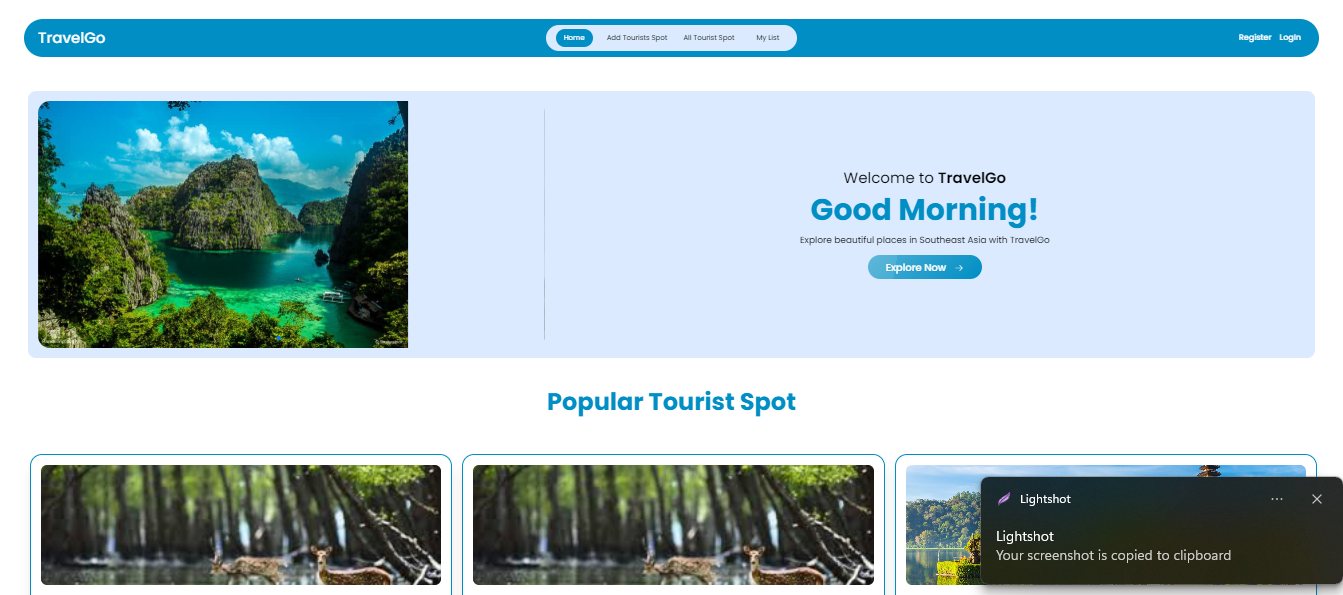 TravelGo
Home Add Tourists Spot All Tourist Spot My List
Register Login
Welcome to TravelGo
Good Morning!
Explore beautiful places in Southeast Asia with TravelGo
Explore Now →
Popular Tourist Spot
Lightshot
Lightshot
Your screenshot is copied to clipboard